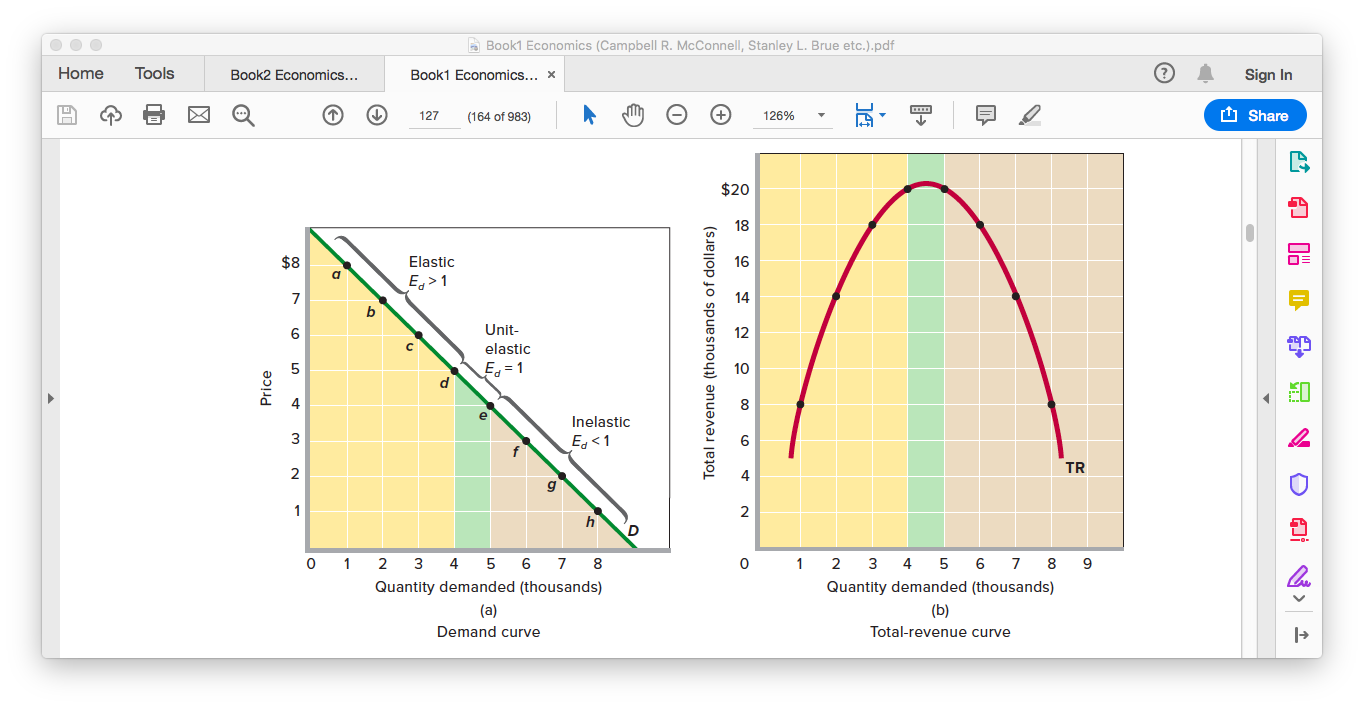 Book1 Economics (Campbell R. McConnell, Stanley L. Brue etc.).pdf
Home Tools Book2 Economics... Book1 Economics... × ? Sign In
127 (164 of 983) 126% Share
Elastic
E_d > 1
Unit-
elastic
E_d = 1
Inelastic
E_d < 1
Price
$8
7
6
5
4
3
2
1
a
b
c
d
e
f
g
h
D
0 1 2 3 4 5 6 7 8
Quantity demanded (thousands)
(a)
Demand curve
Total revenue (thousands of dollars)
$20
18
16
14
12
10
8
6
4
2
TR
0 1 2 3 4 5 6 7 8 9
Quantity demanded (thousands)
(b)
Total-revenue curve